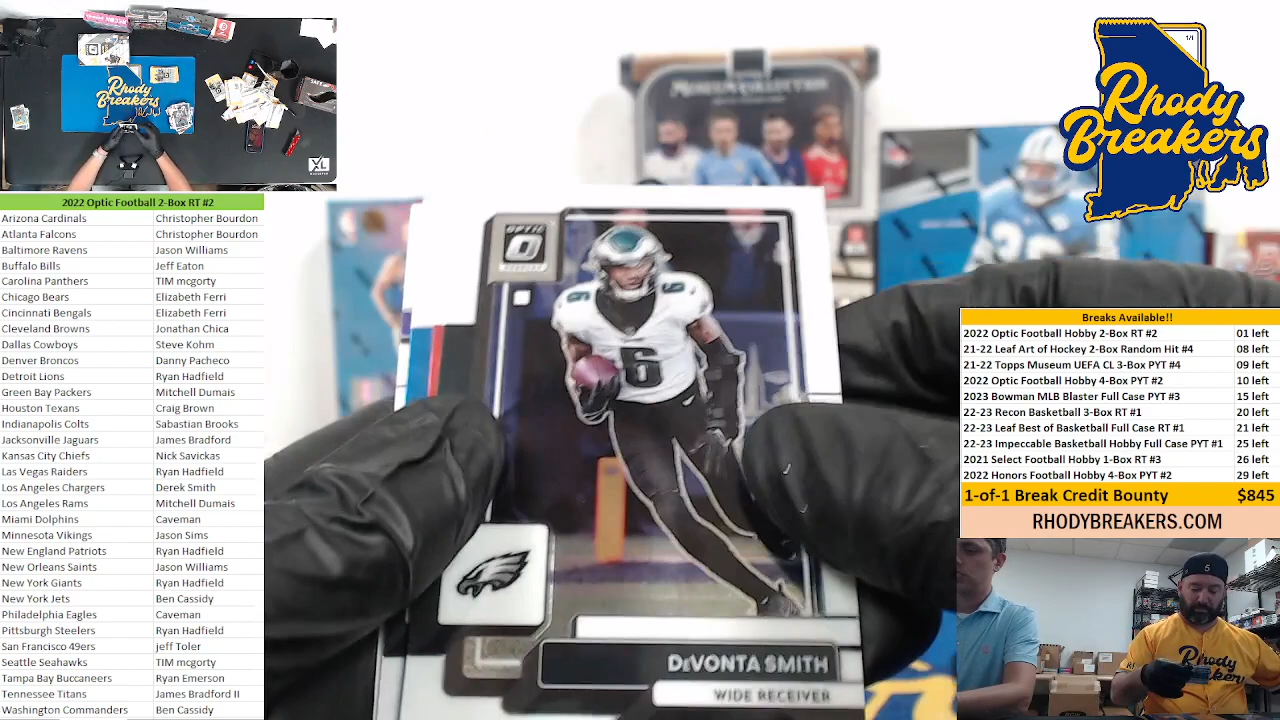 Rhody
Breakers
XL
2022 Optic Football 2-Box RT #2
Arizona Cardinals Christopher Bourdon
Atlanta Falcons Christopher Bourdon
Baltimore Ravens Jason Williams
Buffalo Bills Jeff Eaton
Carolina Panthers TIM mcgorty
Chicago Bears Elizabeth Ferri
Cincinnati Bengals Elizabeth Ferri
Cleveland Browns Jonathan Chica
Dallas Cowboys Steve Kohm
Denver Broncos Danny Pacheco
Detroit Lions Ryan Hadfield
Green Bay Packers Mitchell Dumais
Houston Texans Craig Brown
Indianapolis Colts Sabastian Brooks
Jacksonville Jaguars James Bradford
Kansas City Chiefs Nick Savickas
Las Vegas Raiders Ryan Hadfield
Los Angeles Chargers Derek Smith
Los Angeles Rams Mitchell Dumais
Miami Dolphins Caveman
Minnesota Vikings Jason Sims
New England Patriots Ryan Hadfield
New Orleans Saints Jason Williams
New York Giants Ryan Hadfield
New York Jets Ben Cassidy
Philadelphia Eagles Caveman
Pittsburgh Steelers Ryan Hadfield
San Francisco 49ers jeff Toler
Seattle Seahawks TIM mcgorty
Tampa Bay Buccaneers Ryan Emerson
Tennessee Titans James Bradford II
Washington Commanders Ben Cassidy
MUSEUM COLLECTION
OPTIC
6
6
6
DEVONTA SMITH
WIDE RECEIVER
1/1
Rhody
Breakers
Breaks Available!!
2022 Optic Football Hobby 2-Box RT #2 01 left
21-22 Leaf Art of Hockey 2-Box Random Hit #4 08 left
21-22 Topps Museum UEFA CL 3-Box PYT #4 09 left
2022 Optic Football Hobby 4-Box PYT #2 10 left
2023 Bowman MLB Blaster Full Case PYT #3 15 left
22-23 Recon Basketball 3-Box RT #1 20 left
22-23 Leaf Best of Basketball Full Case RT #1 21 left
22-23 Impeccable Basketball Hobby Full Case PYT #1 25 left
2021 Select Football Hobby 1-Box RT #3 26 left
2022 Honors Football Hobby 4-Box PYT #2 29 left
1-of-1 Break Credit Bounty $845
RHODYBREAKERS.COM
5
Rhody
Breakers